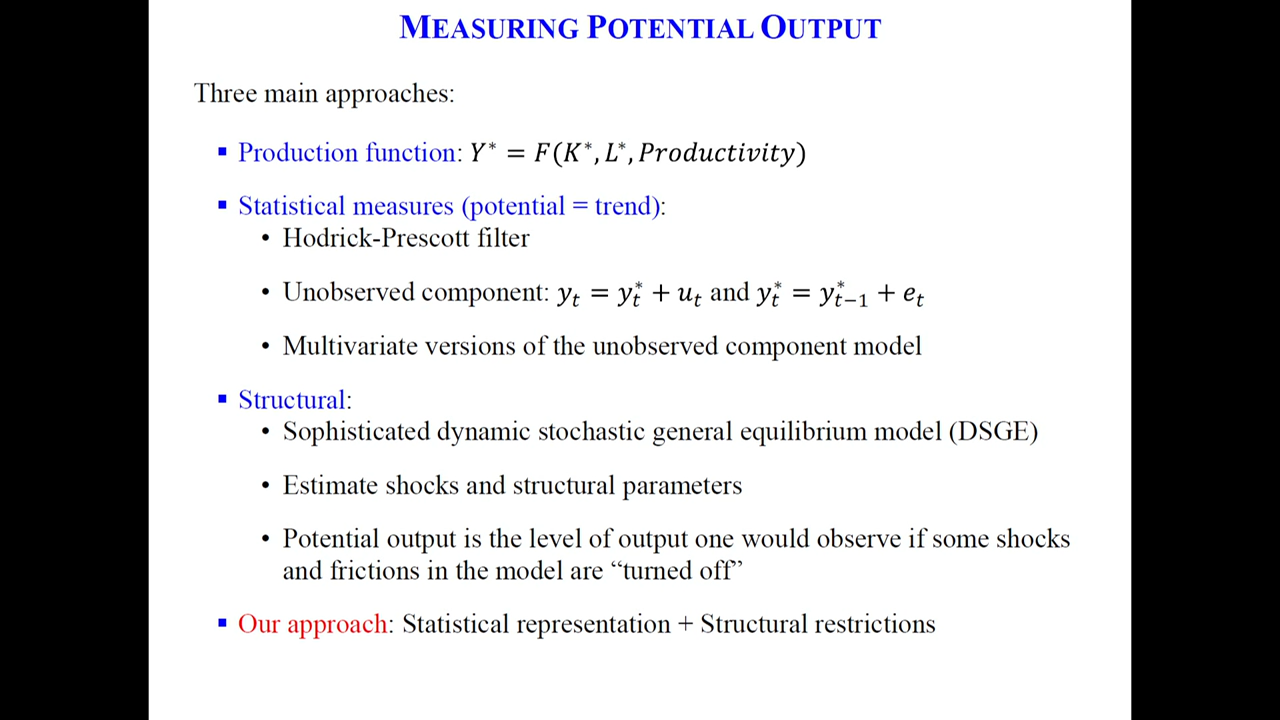 MEASURING POTENTIAL OUTPUT
Three main approaches:
▪ Production function: Y* = F(K*, L*, Productivity)
▪ Statistical measures (potential = trend):
• Hodrick-Prescott filter
• Unobserved component: yₜ = yₜ* + uₜ and yₜ* = yₜ₋₁* + eₜ
• Multivariate versions of the unobserved component model
▪ Structural:
• Sophisticated dynamic stochastic general equilibrium model (DSGE)
• Estimate shocks and structural parameters
• Potential output is the level of output one would observe if some shocks
and frictions in the model are “turned off”
▪ Our approach: Statistical representation + Structural restrictions